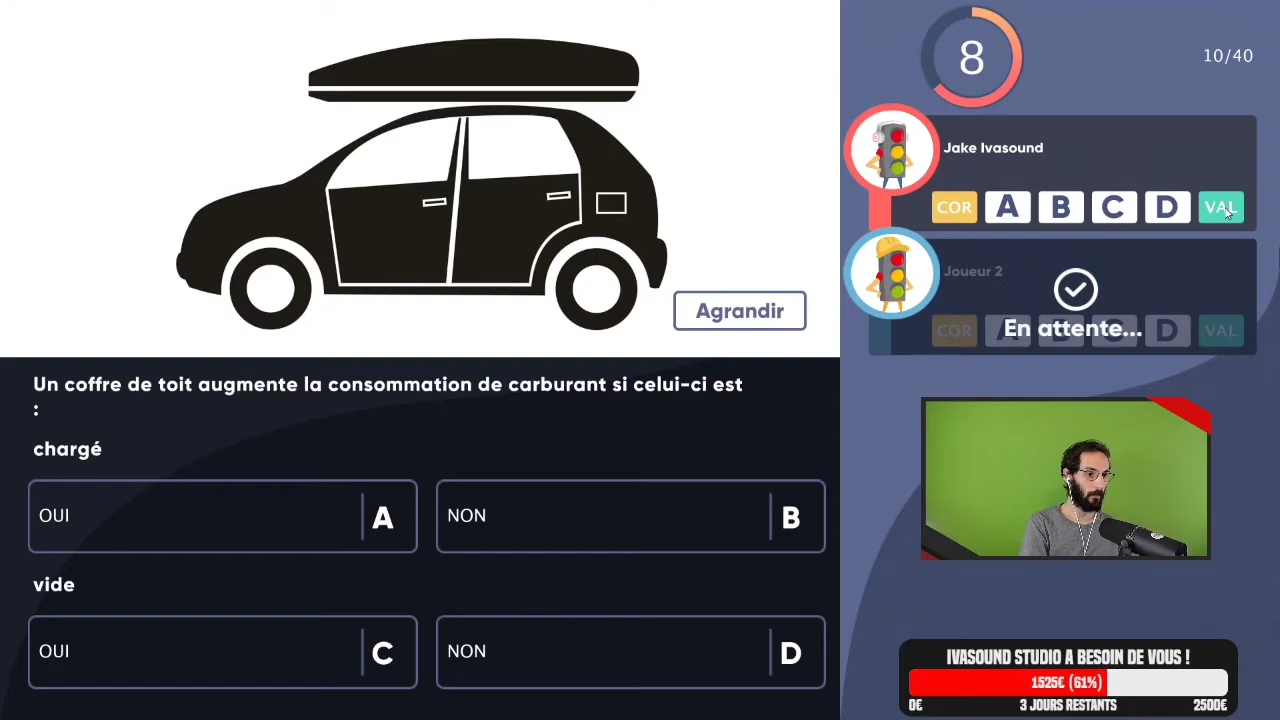 8
10/40
Jake Ivasound
COR A B C D VAL
Joueur 2
En attente...
COR A B C D VAL
Agrandir
Un coffre de toit augmente la consommation de carburant si celui-ci est
:
chargé
OUI A
NON B
vide
OUI C
NON D
IVASOUND STUDIO A BESOIN DE VOUS !
1525€ (61%)
0€ 3 JOURS RESTANTS 2500€